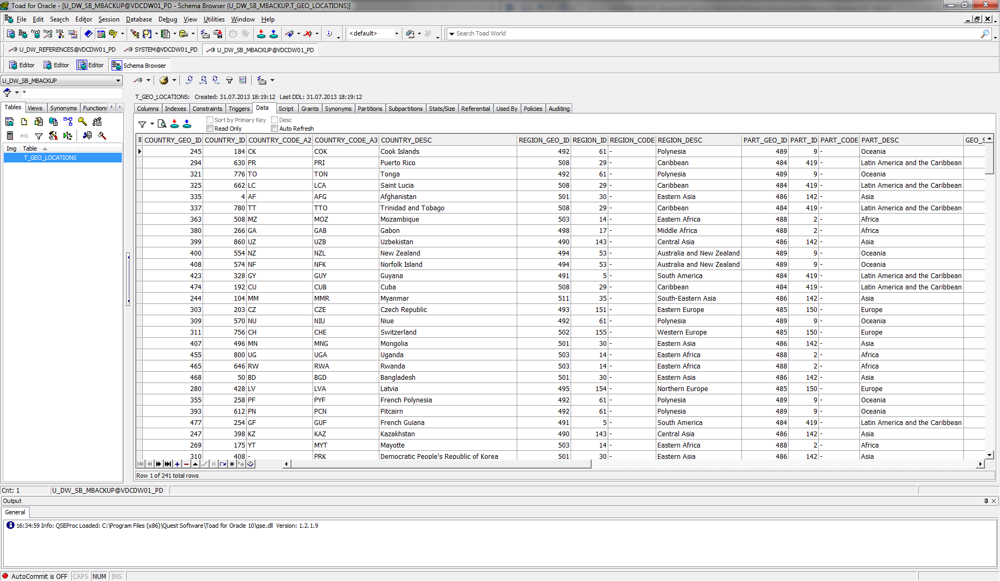 Toad for Oracle - [U_DW_SB_MBACKUP@VDCDW01_PD - Schema Browser (U_DW_SB_MBACKUP.T_GEO_LOCATIONS)]
File Edit Search Editor Session Database Debug View Utilities Window Help
SQL <default> Search Toad World
U_DW_REFERENCES@VDCDW01_PD SYSTEM@VDCDW01_PD U_DW_SB_MBACKUP@VDCDW01_PD
Editor Editor Editor Schema Browser
U_DW_SB_MBACKUP
*
T_GEO_LOCATIONS: Created: 31.07.2013 18:19:12 Last DDL: 31.07.2013 18:19:12
Tables Views Synonyms Functions
Columns Indexes Constraints Triggers Data Script Grants Synonyms Partitions Subpartitions Stats/Size Referential Used By Policies Auditing
Sort by Primary Key Desc
Read Only Auto Refresh
Img Table
T_GEO_LOCATIONS
COUNTRY_GEO_ID COUNTRY_ID COUNTRY_CODE_A2 COUNTRY_CODE_A3 COUNTRY_DESC REGION_GEO_ID REGION_ID REGION_CODE REGION_DESC PART_GEO_ID PART_ID PART_CODE PART_DESC GEO_S
245 184 CK COK Cook Islands 492 61 - Polynesia 489 9 - Oceania
294 630 PR PRI Puerto Rico 508 29 - Caribbean 484 419 - Latin America and the Caribbean
321 776 TO TON Tonga 492 61 - Polynesia 489 9 - Oceania
325 662 LC LCA Saint Lucia 508 29 - Caribbean 484 419 - Latin America and the Caribbean
335 4 AF AFG Afghanistan 501 30 - Eastern Asia 486 142 - Asia
337 780 TT TTO Trinidad and Tobago 508 29 - Caribbean 484 419 - Latin America and the Caribbean
363 508 MZ MOZ Mozambique 503 14 - Eastern Africa 488 2 - Africa
380 266 GA GAB Gabon 498 17 - Middle Africa 488 2 - Africa
399 860 UZ UZB Uzbekistan 490 143 - Central Asia 486 142 - Asia
400 554 NZ NZL New Zealand 494 53 - Australia and New Zealand 489 9 - Oceania
408 574 NF NFK Norfolk Island 494 53 - Australia and New Zealand 489 9 - Oceania
423 328 GY GUY Guyana 491 5 - South America 484 419 - Latin America and the Caribbean
474 192 CU CUB Cuba 508 29 - Caribbean 484 419 - Latin America and the Caribbean
244 104 MM MMR Myanmar 511 35 - South-Eastern Asia 486 142 - Asia
303 203 CZ CZE Czech Republic 493 151 - Eastern Europe 485 150 - Europe
309 570 NU NIU Niue 492 61 - Polynesia 489 9 - Oceania
311 756 CH CHE Switzerland 502 155 - Western Europe 485 150 - Europe
407 496 MN MNG Mongolia 501 30 - Eastern Asia 486 142 - Asia
455 800 UG UGA Uganda 503 14 - Eastern Africa 488 2 - Africa
465 646 RW RWA Rwanda 503 14 - Eastern Africa 488 2 - Africa
468 50 BD BGD Bangladesh 501 30 - Eastern Asia 486 142 - Asia
280 428 LV LVA Latvia 495 154 - Northern Europe 485 150 - Europe
355 258 PF PYF French Polynesia 492 61 - Polynesia 489 9 - Oceania
393 612 PN PCN Pitcairn 492 61 - Polynesia 489 9 - Oceania
477 254 GF GUF French Guiana 491 5 - South America 484 419 - Latin America and the Caribbean
247 398 KZ KAZ Kazakhstan 490 143 - Central Asia 486 142 - Asia
269 175 YT MYT Mayotte 503 14 - Eastern Africa 488 2 - Africa
310 408 - PRK Democratic People's Republic of Korea 501 30 - Eastern Asia 486 142 - Asia
Row 1 of 241 total rows
Cnt: 1 U_DW_SB_MBACKUP@VDCDW01_PD
Output
General
16:34:59 Info: QSEProc Loaded: C:\Program Files (x86)\Quest Software\Toad for Oracle 10\qse.dll Version: 1.2.1.9
AutoCommit is OFF CAPS NUM INS